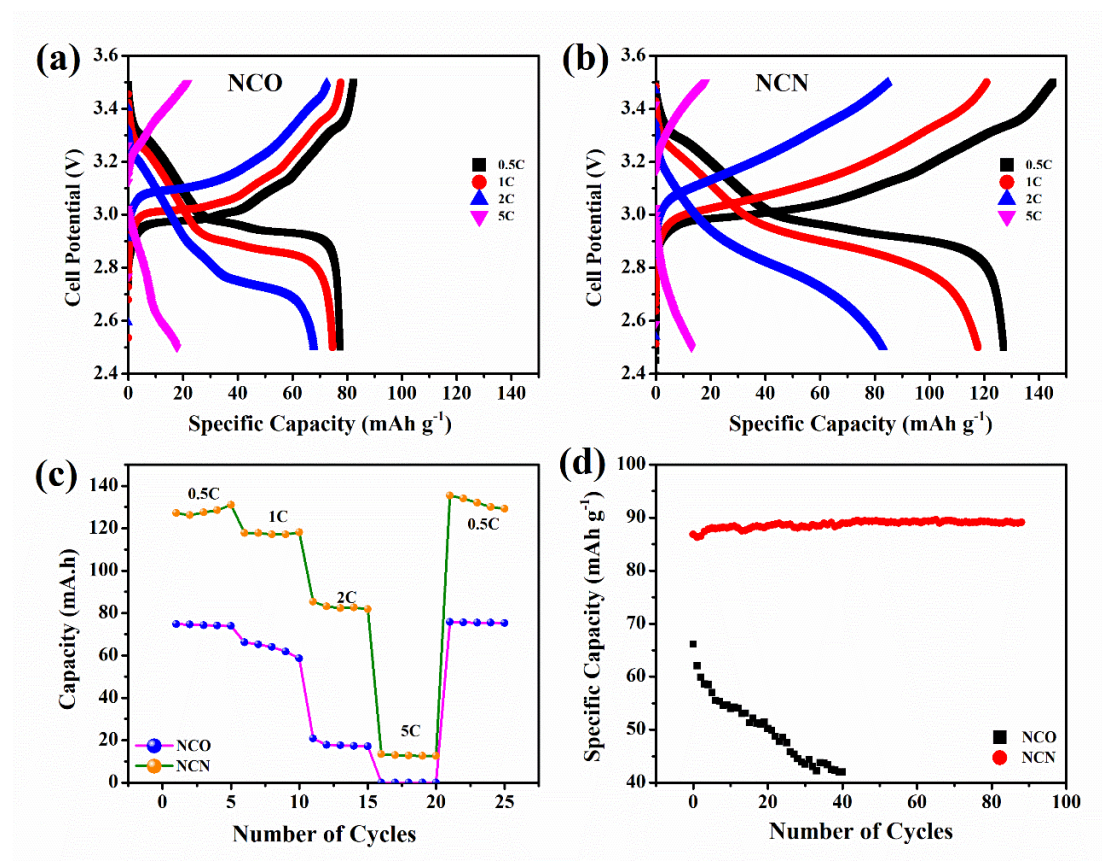 (a)
NCO
3.6
3.4
3.2
3.0
2.8
2.6
2.4
Cell Potential (V)
0.5C
1C
2C
5C
0 20 40 60 80 100 120 140
Specific Capacity (mAh g-1)
(b)
NCN
3.6
3.4
3.2
3.0
2.8
2.6
2.4
Cell Potential (V)
0.5C
1C
2C
5C
0 20 40 60 80 100 120 140
Specific Capacity (mAh g-1)
(c)
140
120
100
80
60
40
20
0
Capacity (mA.h)
0.5C
1C
2C
5C
0.5C
NCO
NCN
0 5 10 15 20 25
Number of Cycles
(d)
100
90
80
70
60
50
40
Specific Capacity (mAh g-1)
NCO
NCN
0 20 40 60 80 100
Number of Cycles